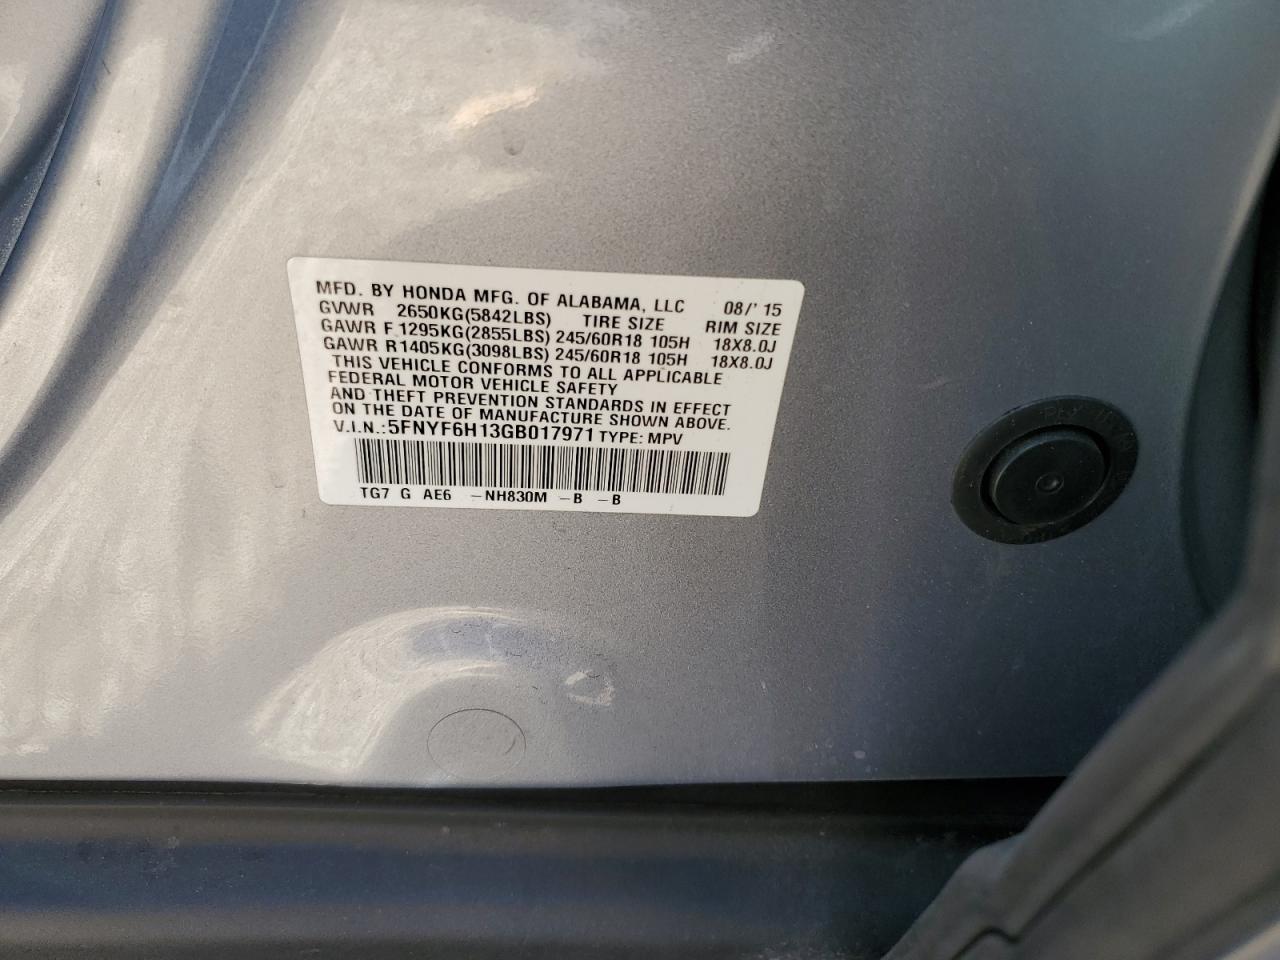 MFD. BY HONDA MFG. OF ALABAMA, LLC 08/' 15
GVWR 2650KG(5842LBS) TIRE SIZE RIM SIZE
GAWR F 1295KG(2855LBS) 245/60R18 105H 18X8.0J
GAWR R1405KG(3098LBS) 245/60R18 105H 18X8.0J
THIS VEHICLE CONFORMS TO ALL APPLICABLE
FEDERAL MOTOR VEHICLE SAFETY
AND THEFT PREVENTION STANDARDS IN EFFECT
ON THE DATE OF MANUFACTURE SHOWN ABOVE.
V.I.N.:5FNYF6H13GB017971 TYPE: MPV
TG7 G AE6 -NH830M -B -B